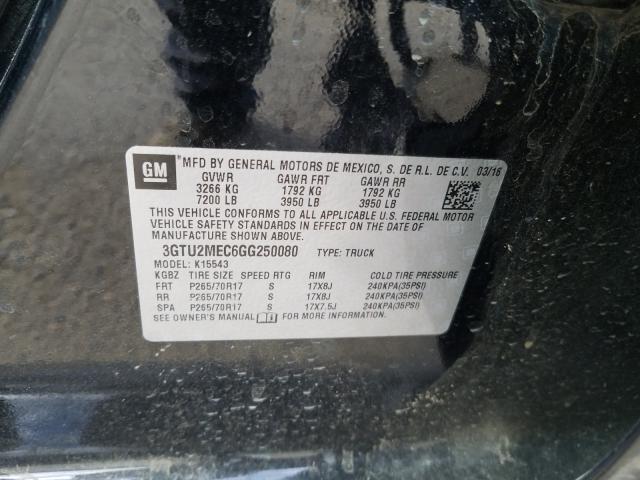 GM
MFD BY GENERAL MOTORS DE MEXICO, S. DE R.L. DE C.V. 03/16
GVWR GAWR FRT GAWR RR
3266 KG 1792 KG 1792 KG
7200 LB 3950 LB 3950 LB
THIS VEHICLE CONFORMS TO ALL APPLICABLE U.S. FEDERAL MOTOR
VEHICLE SAFETY STANDARDS IN EFFECT ON THE DATE OF
MANUFACTURE SHOWN ABOVE.
3GTU2MEC6GG250080 TYPE: TRUCK
MODEL: K15543
KGBZ TIRE SIZE SPEED RTG RIM COLD TIRE PRESSURE
FRT P265/70R17 S 17X8J 240KPA(35PSI)
RR P265/70R17 S 17X8J 240KPA(35PSI)
SPA P265/70R17 S 17X7.5J 240KPA(35PSI)
SEE OWNER'S MANUAL FOR MORE INFORMATION.